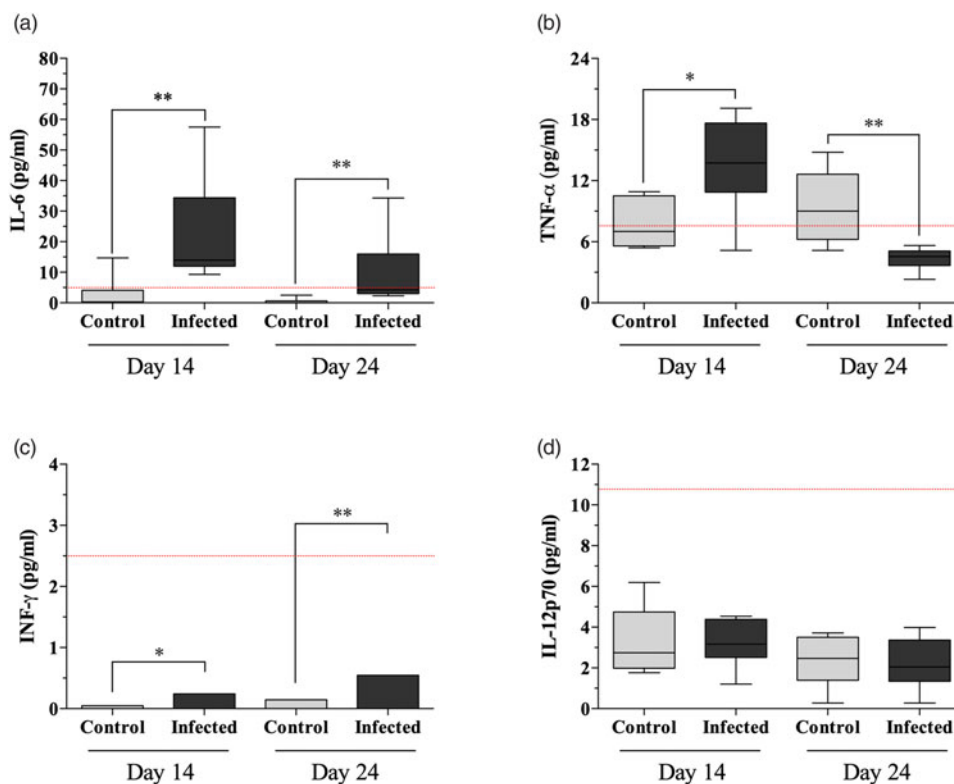 (a)
80
70
60
50
40
30
20
10
0
IL-6 (pg/ml)
**
**
Control Infected Control Infected
Day 14 Day 24
(b)
24
18
12
6
0
TNF-α (pg/ml)
*
**
Control Infected Control Infected
Day 14 Day 24
(c)
4
3
2
1
0
INF-γ (pg/ml)
*
**
Control Infected Control Infected
Day 14 Day 24
(d)
12
10
8
6
4
2
0
IL-12p70 (pg/ml)
Control Infected Control Infected
Day 14 Day 24